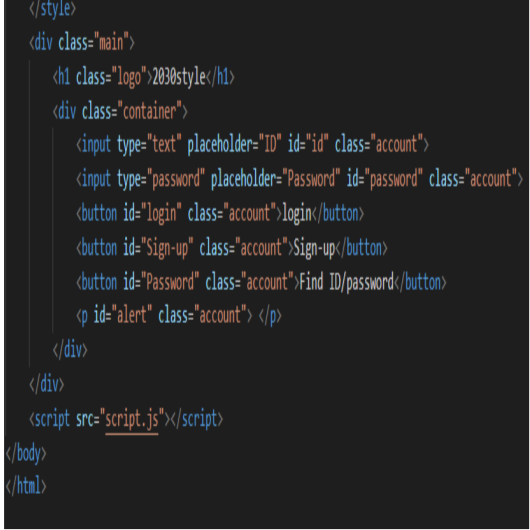 </style>
<div class="main">
<h1 class="logo">2030style</h1>
<div class="container">
<input type="text" placeholder="ID" id="id" class="account">
<input type="password" placeholder="Password" id="password" class="account">
<button id="login" class="account">login</button>
<button id="Sign-up" class="account">Sign-up</button>
<button id="Password" class="account">Find ID/password</button>
<p id="alert" class="account"> </p>
</div>
</div>
<script src="script.js"></script>
</body>
</html>